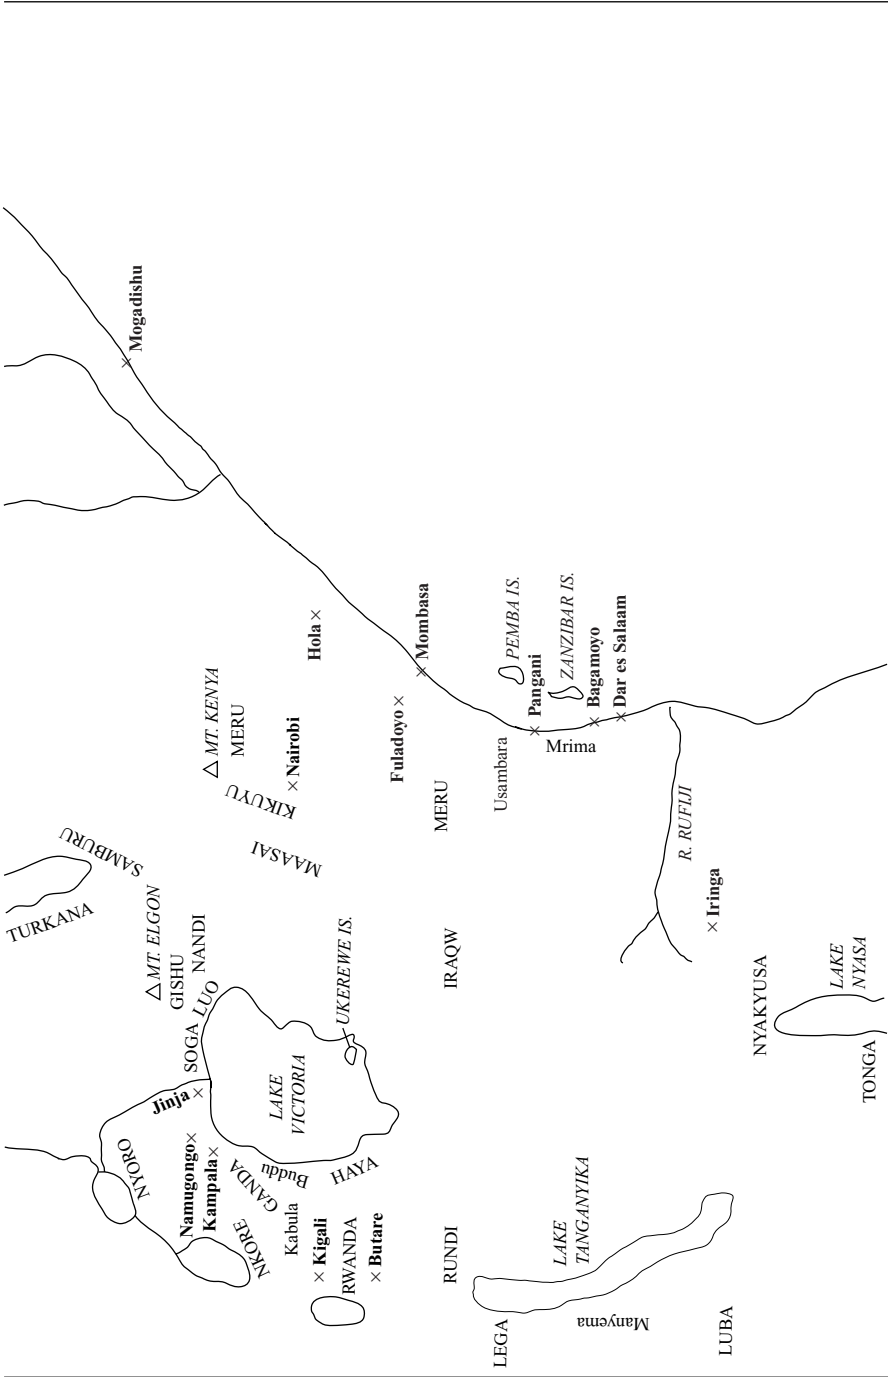 Mogadishu
Hola
Mombasa
PEMBA IS.
ZANZIBAR IS.
Pangani
Bagamoyo
Dar es Salaam
MT. KENYA
MERU
Nairobi
KIKUYU
Fuladoyo
MERU
Usambara
Mrima
MAASAI
SAMBURU
TURKANA
R. RUFIJI
Iringa
MT. ELGON
GISHU
NANDI
LUO
SOGA
UKEREWE IS.
IRAQW
NYAKYUSA
LAKE
NYASA
TONGA
Jinja
LAKE
VICTORIA
NYORO
Namugongo
Kampala
GANDA
Buddu
HAYA
NKORE
Kabula
Kigali
RWANDA
Butare
RUNDI
LAKE
TANGANYIKA
LEGA
Manyema
LUBA